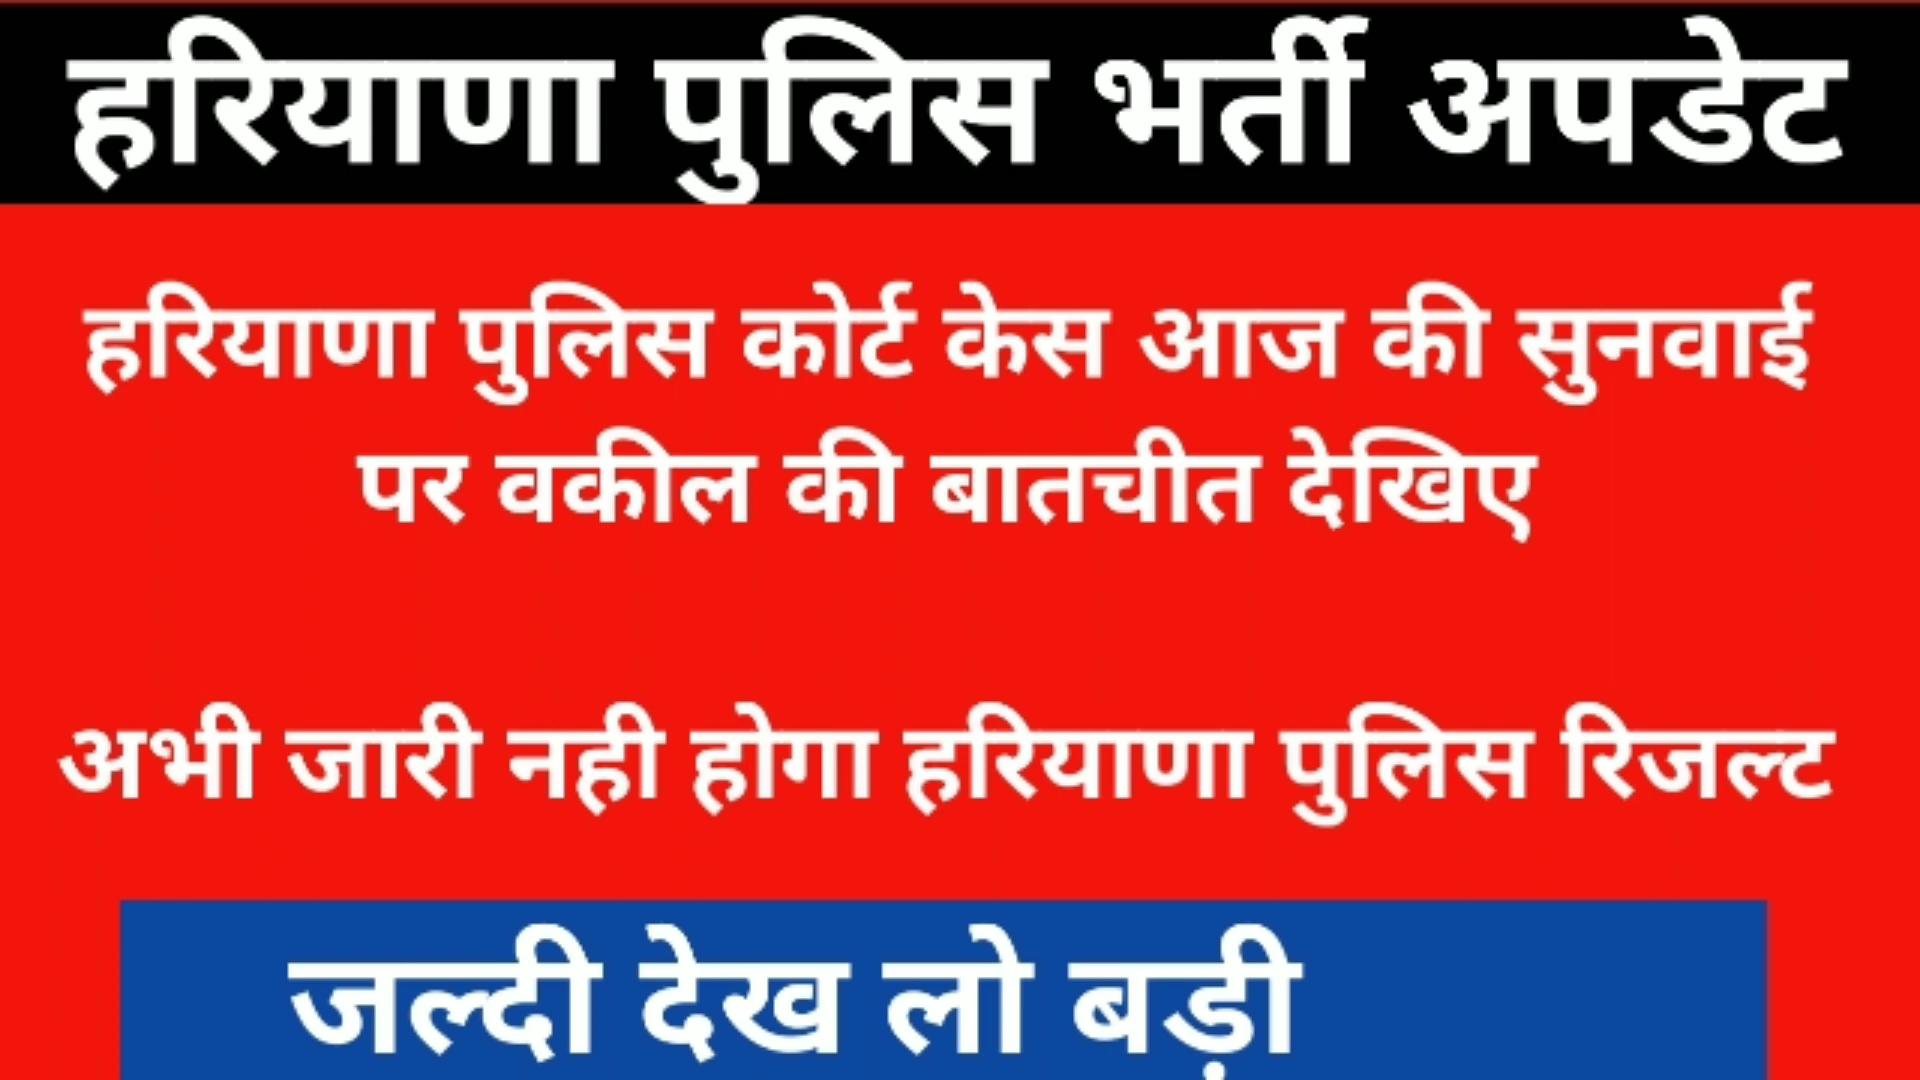 हरियाणा पुलिस भर्ती अपडेट
हरियाणा पुलिस कोर्ट केस आज की सुनवाई
पर वकील की बातचीत देखिए
अभी जारी नही होगा हरियाणा पुलिस रिजल्ट
जल्दी देख लो बड़ी